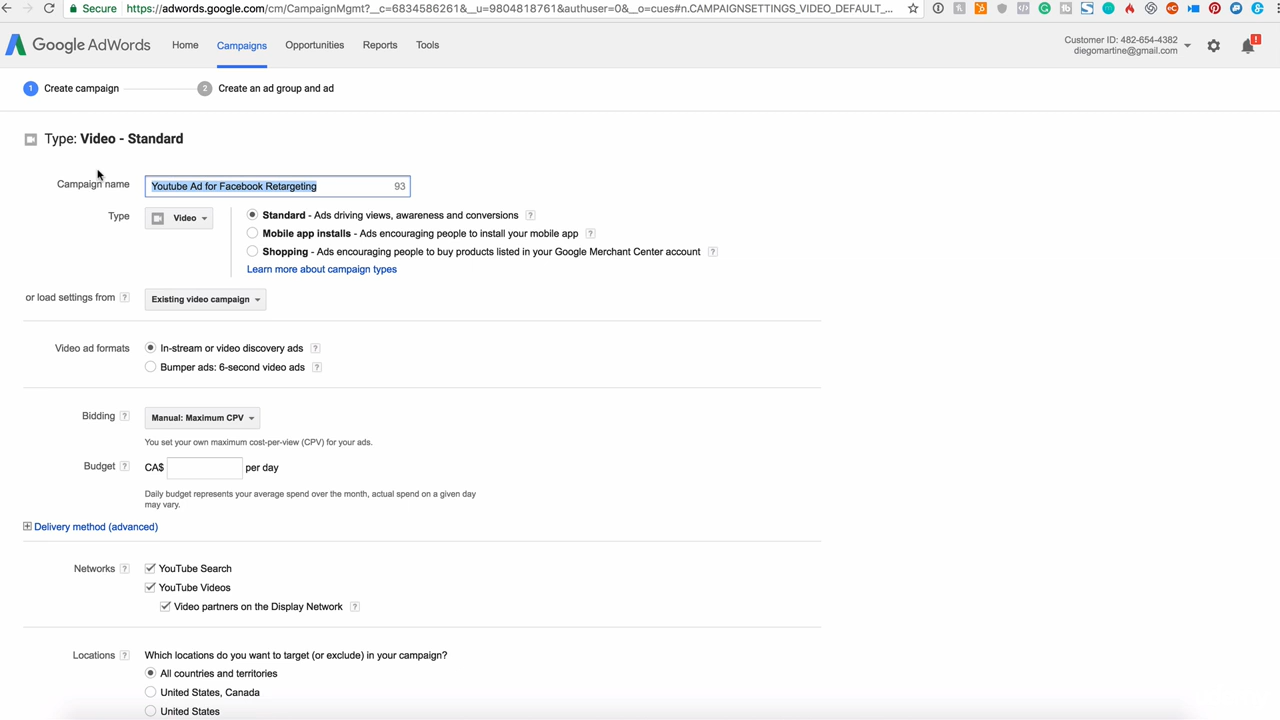 Secure https://adwords.google.com/cm/CampaignMgmt?__c=6834586261&__u=9804818761&authuser=0&__o=cues#n.CAMPAIGNSETTINGS_VIDEO_DEFAULT_...
Google AdWords Home Campaigns Opportunities Reports Tools
Customer ID: 482-654-4382
diegomartine@gmail.com
!
1 Create campaign 2 Create an ad group and ad
Type: Video - Standard
Campaign name Youtube Ad for Facebook Retargeting 93
Type Video Standard - Ads driving views, awareness and conversions ?
Mobile app installs - Ads encouraging people to install your mobile app ?
Shopping - Ads encouraging people to buy products listed in your Google Merchant Center account ?
Learn more about campaign types
or load settings from ? Existing video campaign
Video ad formats In-stream or video discovery ads ?
Bumper ads: 6-second video ads ?
Bidding ? Manual: Maximum CPV
You set your own maximum cost-per-view (CPV) for your ads.
Budget ? CA$ per day
Daily budget represents your average spend over the month, actual spend on a given day
may vary.
Delivery method (advanced)
Networks ? YouTube Search
YouTube Videos
Video partners on the Display Network ?
Locations ? Which locations do you want to target (or exclude) in your campaign?
All countries and territories
United States, Canada
United States